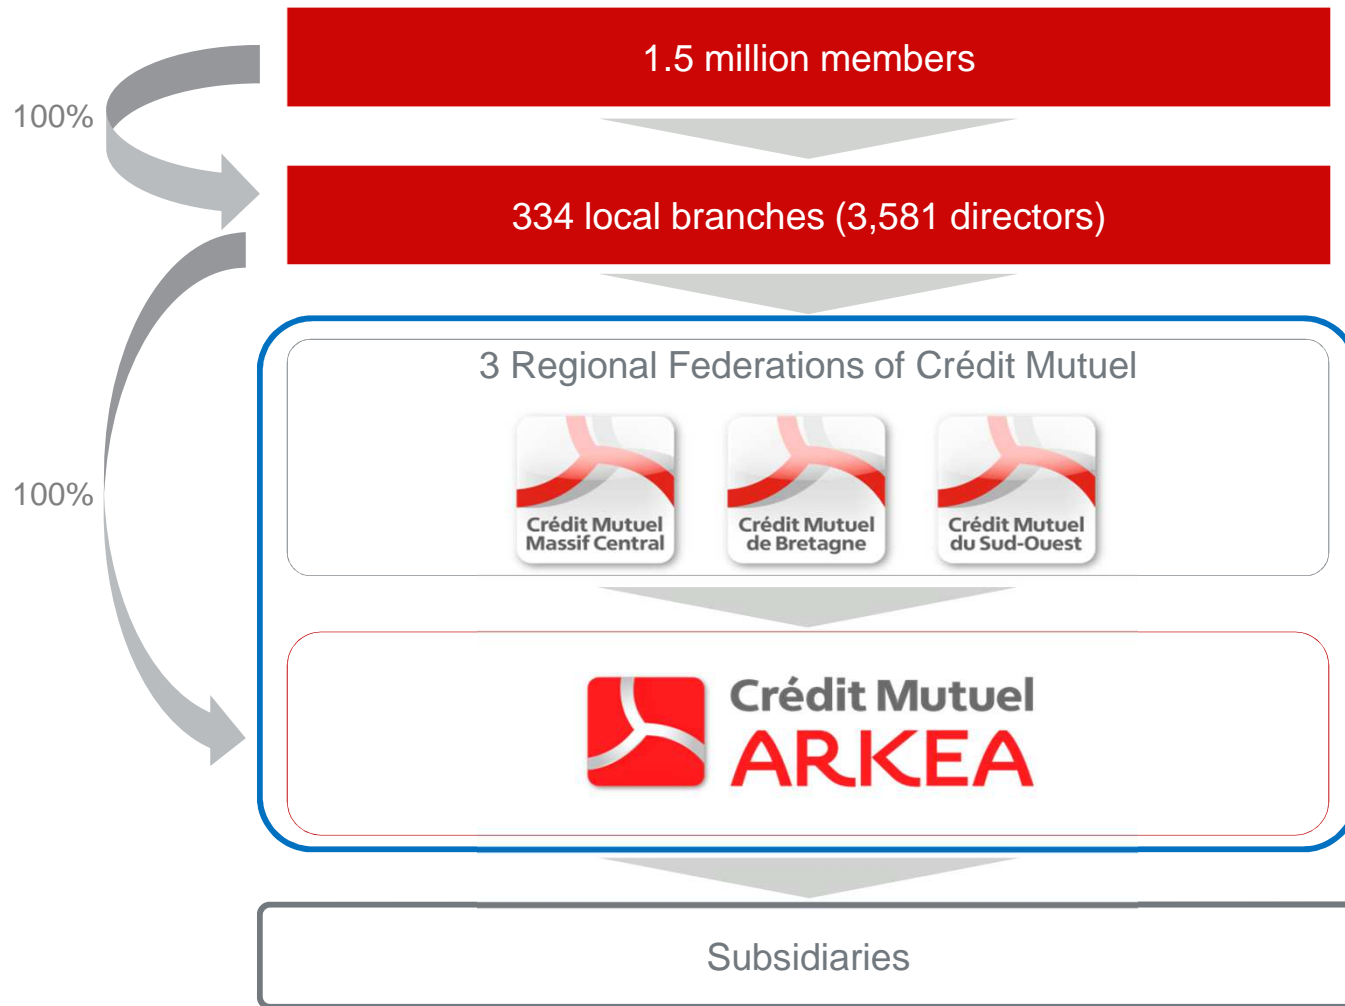 1.5 million members
100%
334 local branches (3,581 directors)
3 Regional Federations of Crédit Mutuel
Crédit Mutuel
Massif Central
Crédit Mutuel
de Bretagne
Crédit Mutuel
du Sud-Ouest
100%
Crédit Mutuel
ARKEA
Subsidiaries